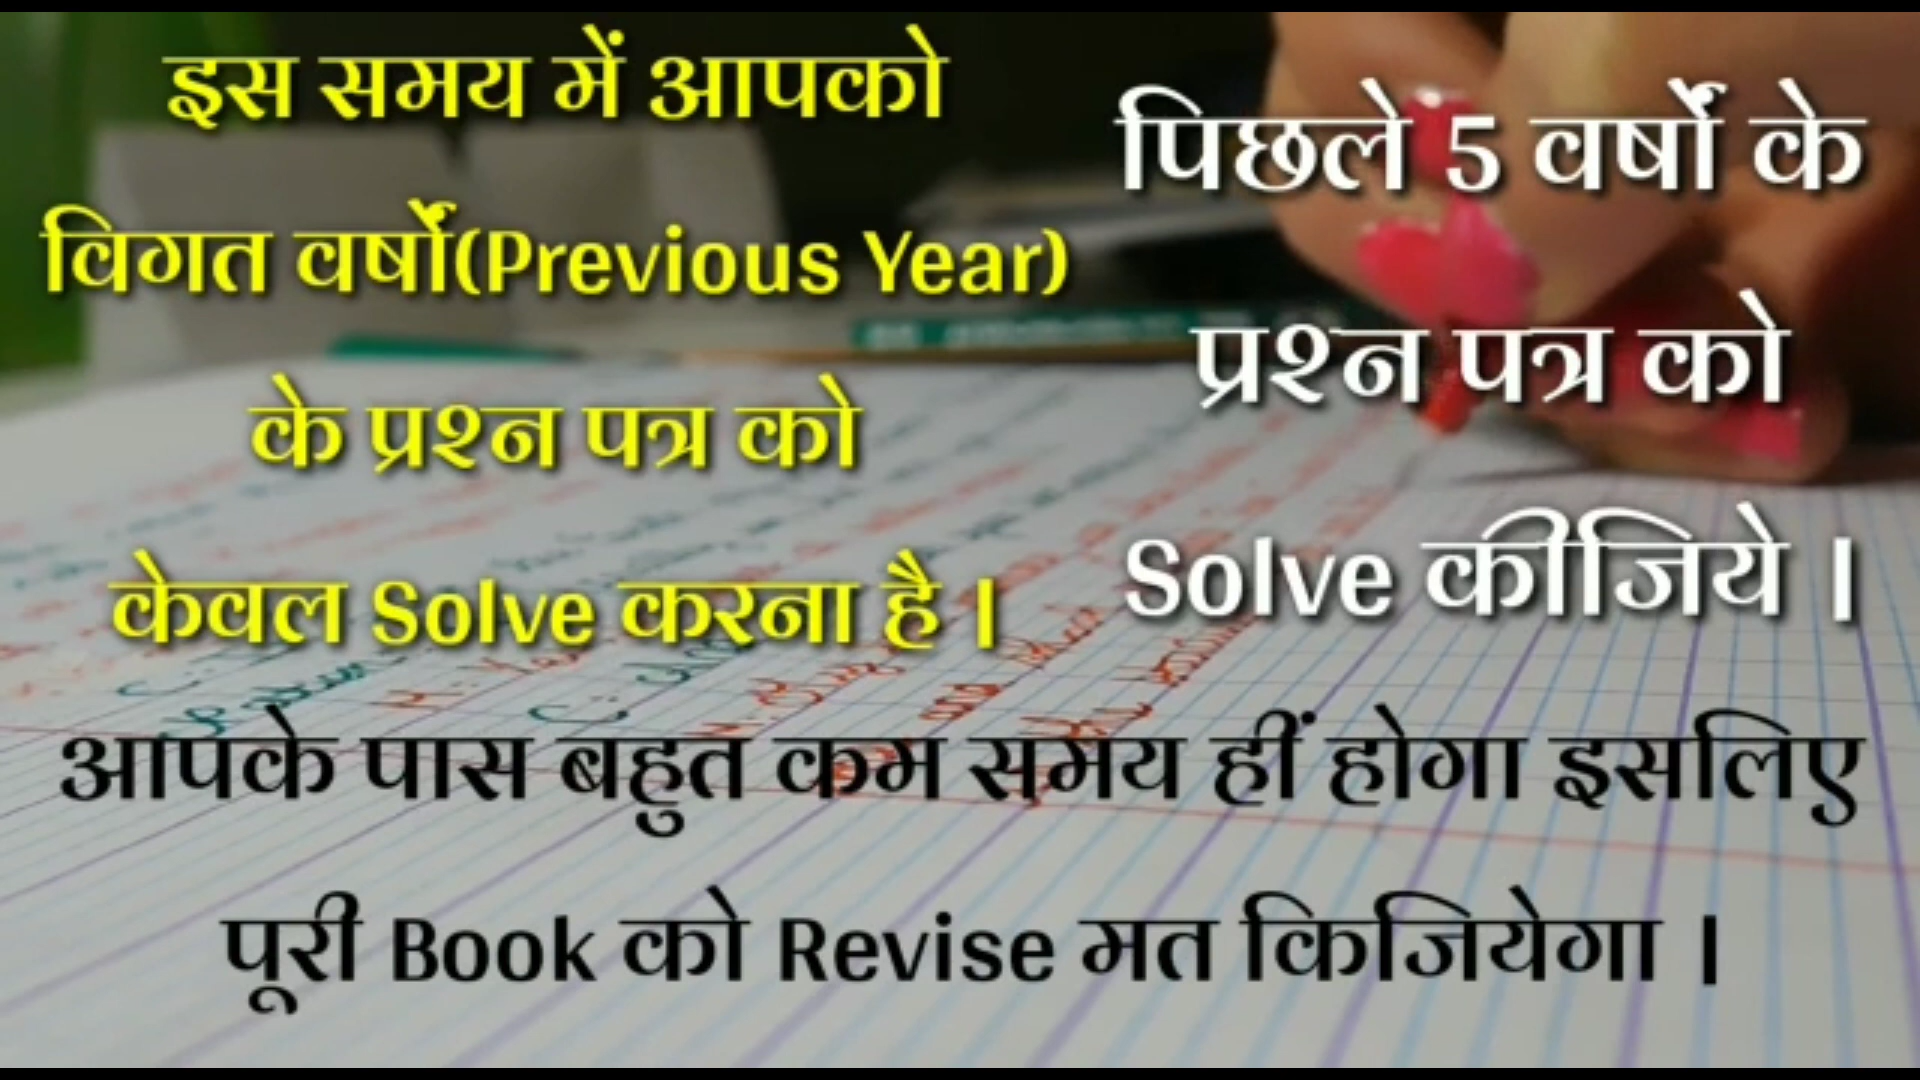 इस समय में आपको
विगत वर्षों(Previous Year)
के प्रश्न पत्र को
केवल Solve करना है ।
पिछले 5 वर्षों के
प्रश्न पत्र को
Solve कीजिये ।
आपके पास बहुत कम समय हीं होगा इसलिए
पूरी Book को Revise मत किजियेगा ।